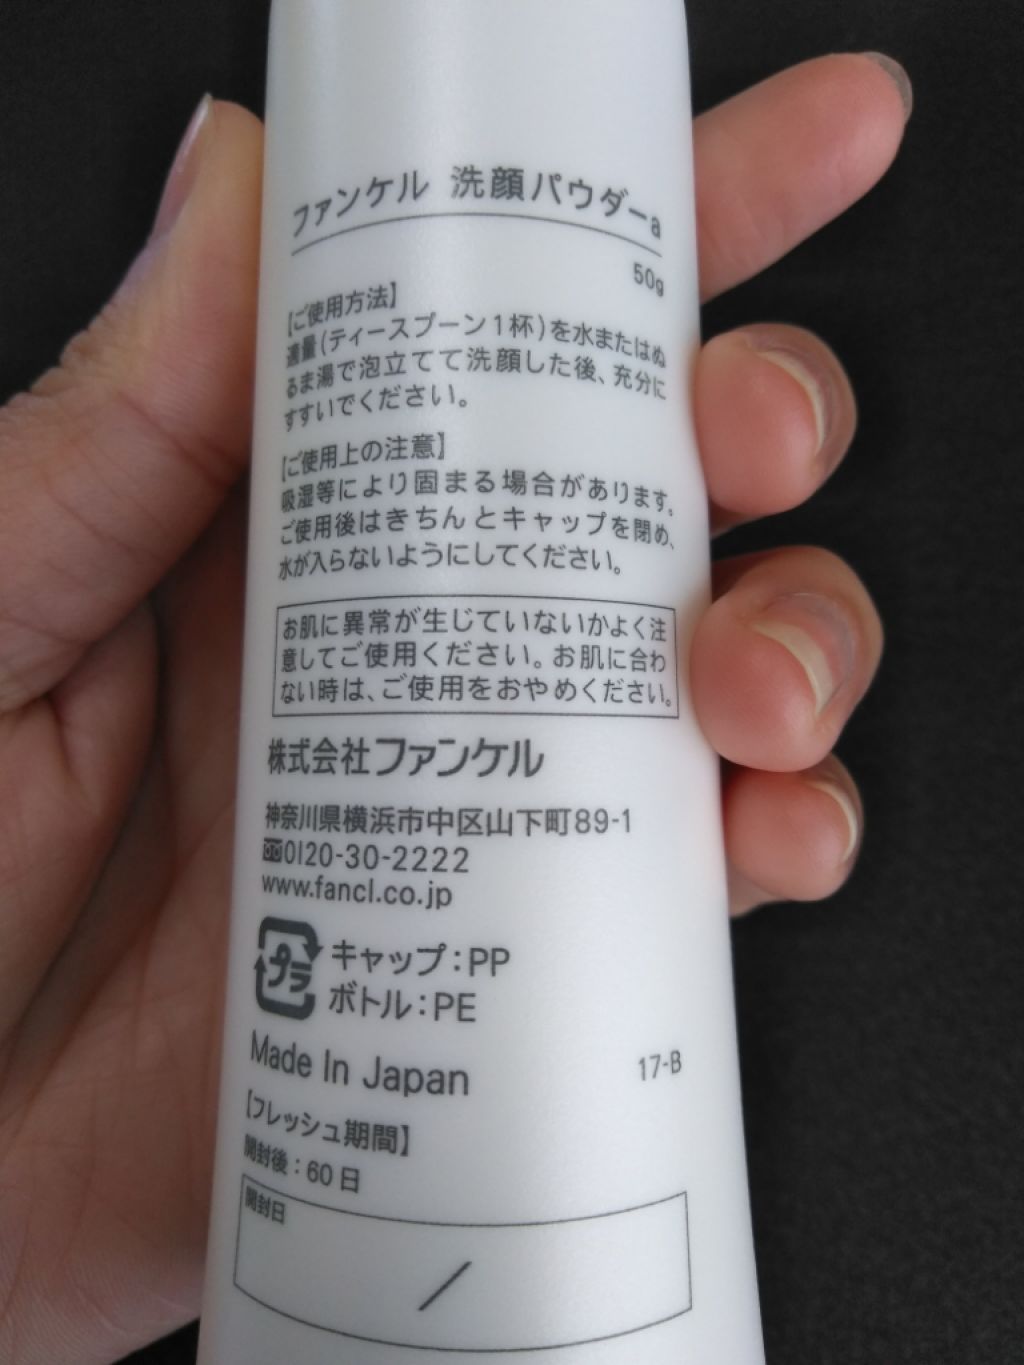 ファンケル 洗顔パウダーa
50g
【ご使用方法】
適量(ティースプーン1杯)を水またはぬ
るま湯で泡立てて洗顔した後、充分に
すすいでください。
【ご使用上の注意】
吸湿等により固まる場合があります。
ご使用後はきちんとキャップを閉め、
水が入らないようにしてください。
お肌に異常が生じていないかよく注
意してご使用ください。お肌に合わ
ない時は、ご使用をおやめください。
株式会社ファンケル
神奈川県横浜市中区山下町89-1
0120-30-2222
www.fancl.co.jp
プラ
キャップ:PP
ボトル:PE
Made In Japan
17-B
【フレッシュ期間】
開封後:60日
開封日
/